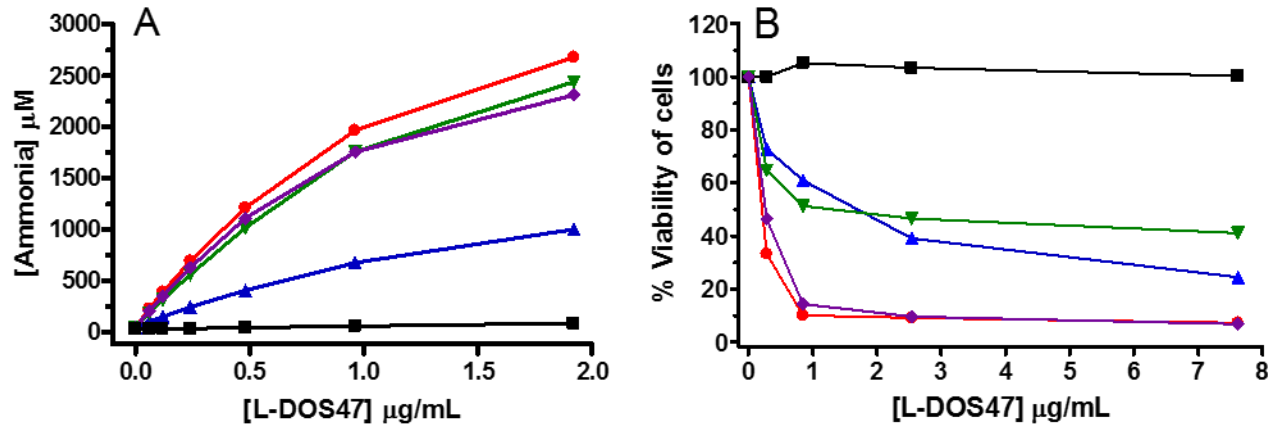 A
[Ammonia] μM
3000
2500
2000
1500
1000
500
0
0.0 0.5 1.0 1.5 2.0
[L-DOS47] μg/mL
B
% Viability of cells
120
100
80
60
40
20
0
0 1 2 3 4 5 6 7 8
[L-DOS47] μg/mL